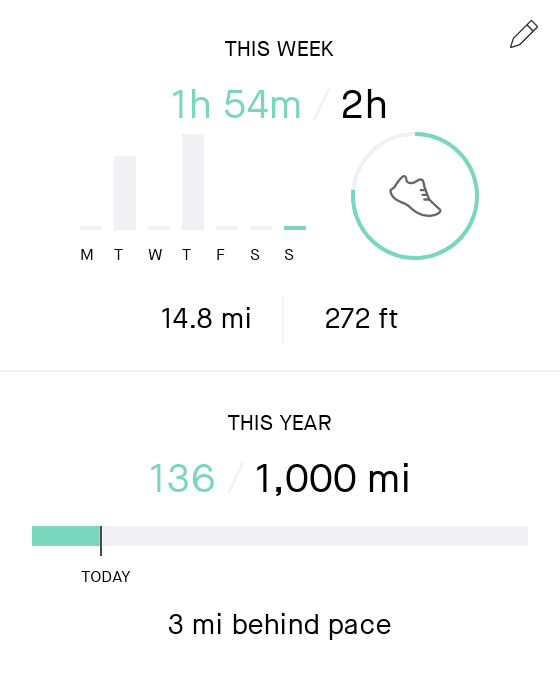 THIS WEEK
1h 54m / 2h
M T W T F S S
14.8 mi 272 ft
THIS YEAR
136 / 1,000 mi
TODAY
3 mi behind pace